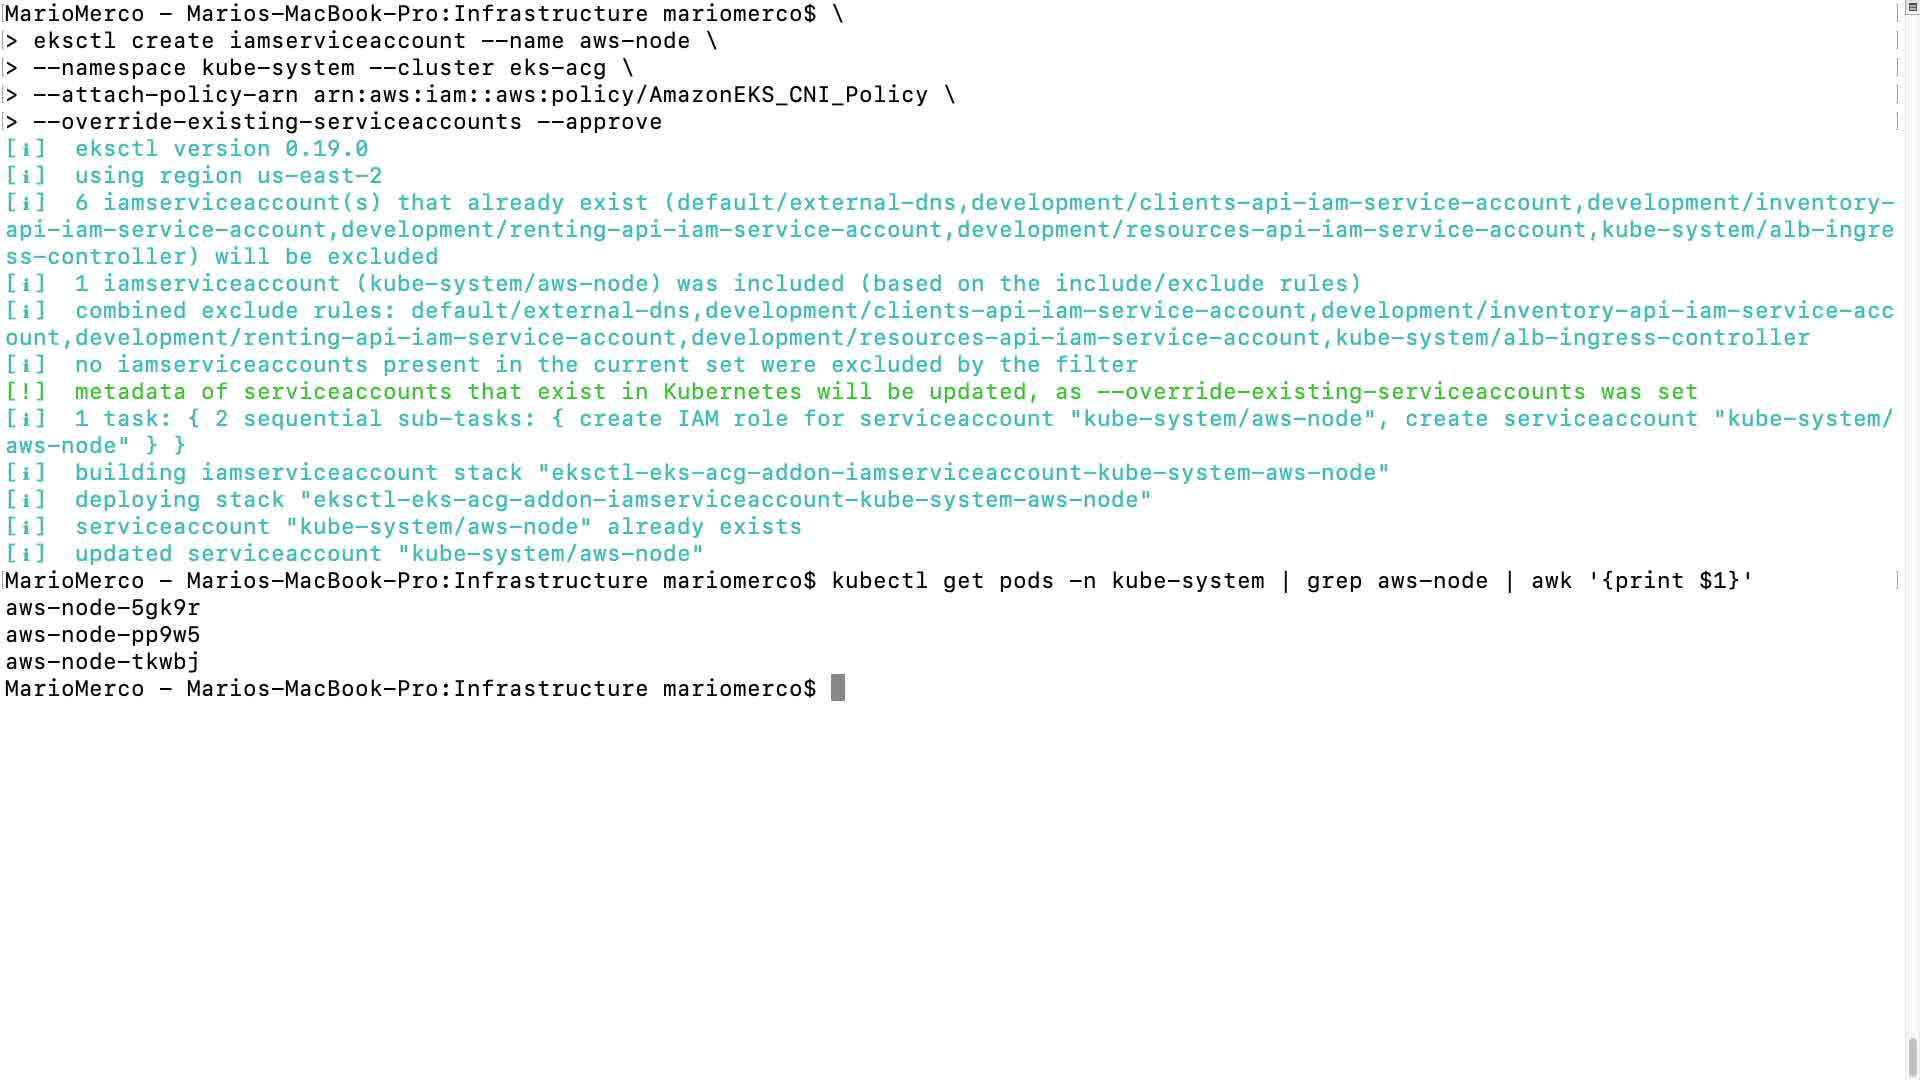 MarioMerco - Marios-MacBook-Pro:Infrastructure mariomerco$ \
> eksctl create iamserviceaccount --name aws-node \
> --namespace kube-system --cluster eks-acg \
> --attach-policy-arn arn:aws:iam::aws:policy/AmazonEKS_CNI_Policy \
> --override-existing-serviceaccounts --approve
[ℹ]  eksctl version 0.19.0
[ℹ]  using region us-east-2
[ℹ]  6 iamserviceaccount(s) that already exist (default/external-dns,development/clients-api-iam-service-account,development/inventory-
api-iam-service-account,development/renting-api-iam-service-account,development/resources-api-iam-service-account,kube-system/alb-ingre
ss-controller) will be excluded
[ℹ]  1 iamserviceaccount (kube-system/aws-node) was included (based on the include/exclude rules)
[ℹ]  combined exclude rules: default/external-dns,development/clients-api-iam-service-account,development/inventory-api-iam-service-acc
ount,development/renting-api-iam-service-account,development/resources-api-iam-service-account,kube-system/alb-ingress-controller
[ℹ]  no iamserviceaccounts present in the current set were excluded by the filter
[!]  metadata of serviceaccounts that exist in Kubernetes will be updated, as --override-existing-serviceaccounts was set
[ℹ]  1 task: { 2 sequential sub-tasks: { create IAM role for serviceaccount "kube-system/aws-node", create serviceaccount "kube-system/
aws-node" } }
[ℹ]  building iamserviceaccount stack "eksctl-eks-acg-addon-iamserviceaccount-kube-system-aws-node"
[ℹ]  deploying stack "eksctl-eks-acg-addon-iamserviceaccount-kube-system-aws-node"
[ℹ]  serviceaccount "kube-system/aws-node" already exists
[ℹ]  updated serviceaccount "kube-system/aws-node"
MarioMerco - Marios-MacBook-Pro:Infrastructure mariomerco$ kubectl get pods -n kube-system | grep aws-node | awk '{print $1}'
aws-node-5gk9r
aws-node-pp9w5
aws-node-tkwbj
MarioMerco - Marios-MacBook-Pro:Infrastructure mariomerco$